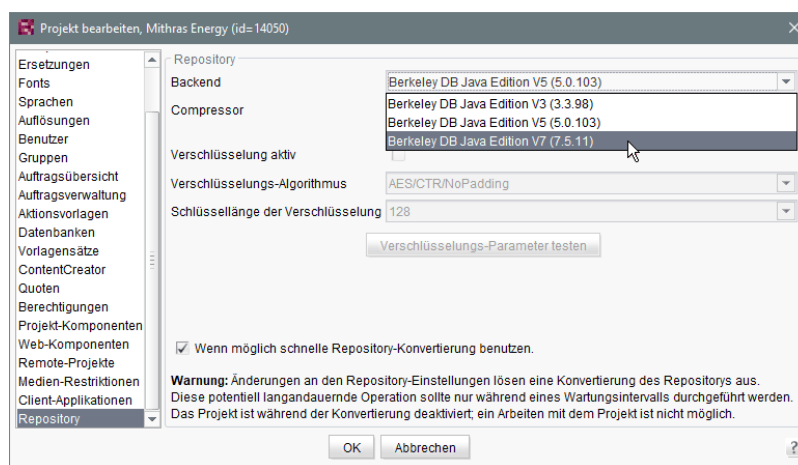 Projekt bearbeiten, Mithras Energy (id=14050)
Ersetzungen
Fonts
Sprachen
Auflösungen
Benutzer
Gruppen
Auftragsübersicht
Auftragsverwaltung
Aktionsvorlagen
Datenbanken
Vorlagensätze
ContentCreator
Quoten
Berechtigungen
Projekt-Komponenten
Web-Komponenten
Remote-Projekte
Medien-Restriktionen
Client-Applikationen
Repository
Repository
Backend
Berkeley DB Java Edition V5 (5.0.103)
Compressor
Berkeley DB Java Edition V3 (3.3.98)
Berkeley DB Java Edition V5 (5.0.103)
Berkeley DB Java Edition V7 (7.5.11)
Verschlüsselung aktiv
Verschlüsselungs-Algorithmus
AES/CTR/NoPadding
Schlüssellänge der Verschlüsselung
128
Verschlüsselungs-Parameter testen
Wenn möglich schnelle Repository-Konvertierung benutzen.
Warnung: Änderungen an den Repository-Einstellungen lösen eine Konvertierung des Repositorys aus.
Diese potentiell langandauernde Operation sollte nur während eines Wartungsintervalls durchgeführt werden.
Das Projekt ist während der Konvertierung deaktiviert; ein Arbeiten mit dem Projekt ist nicht möglich.
OK
Abbrechen
?